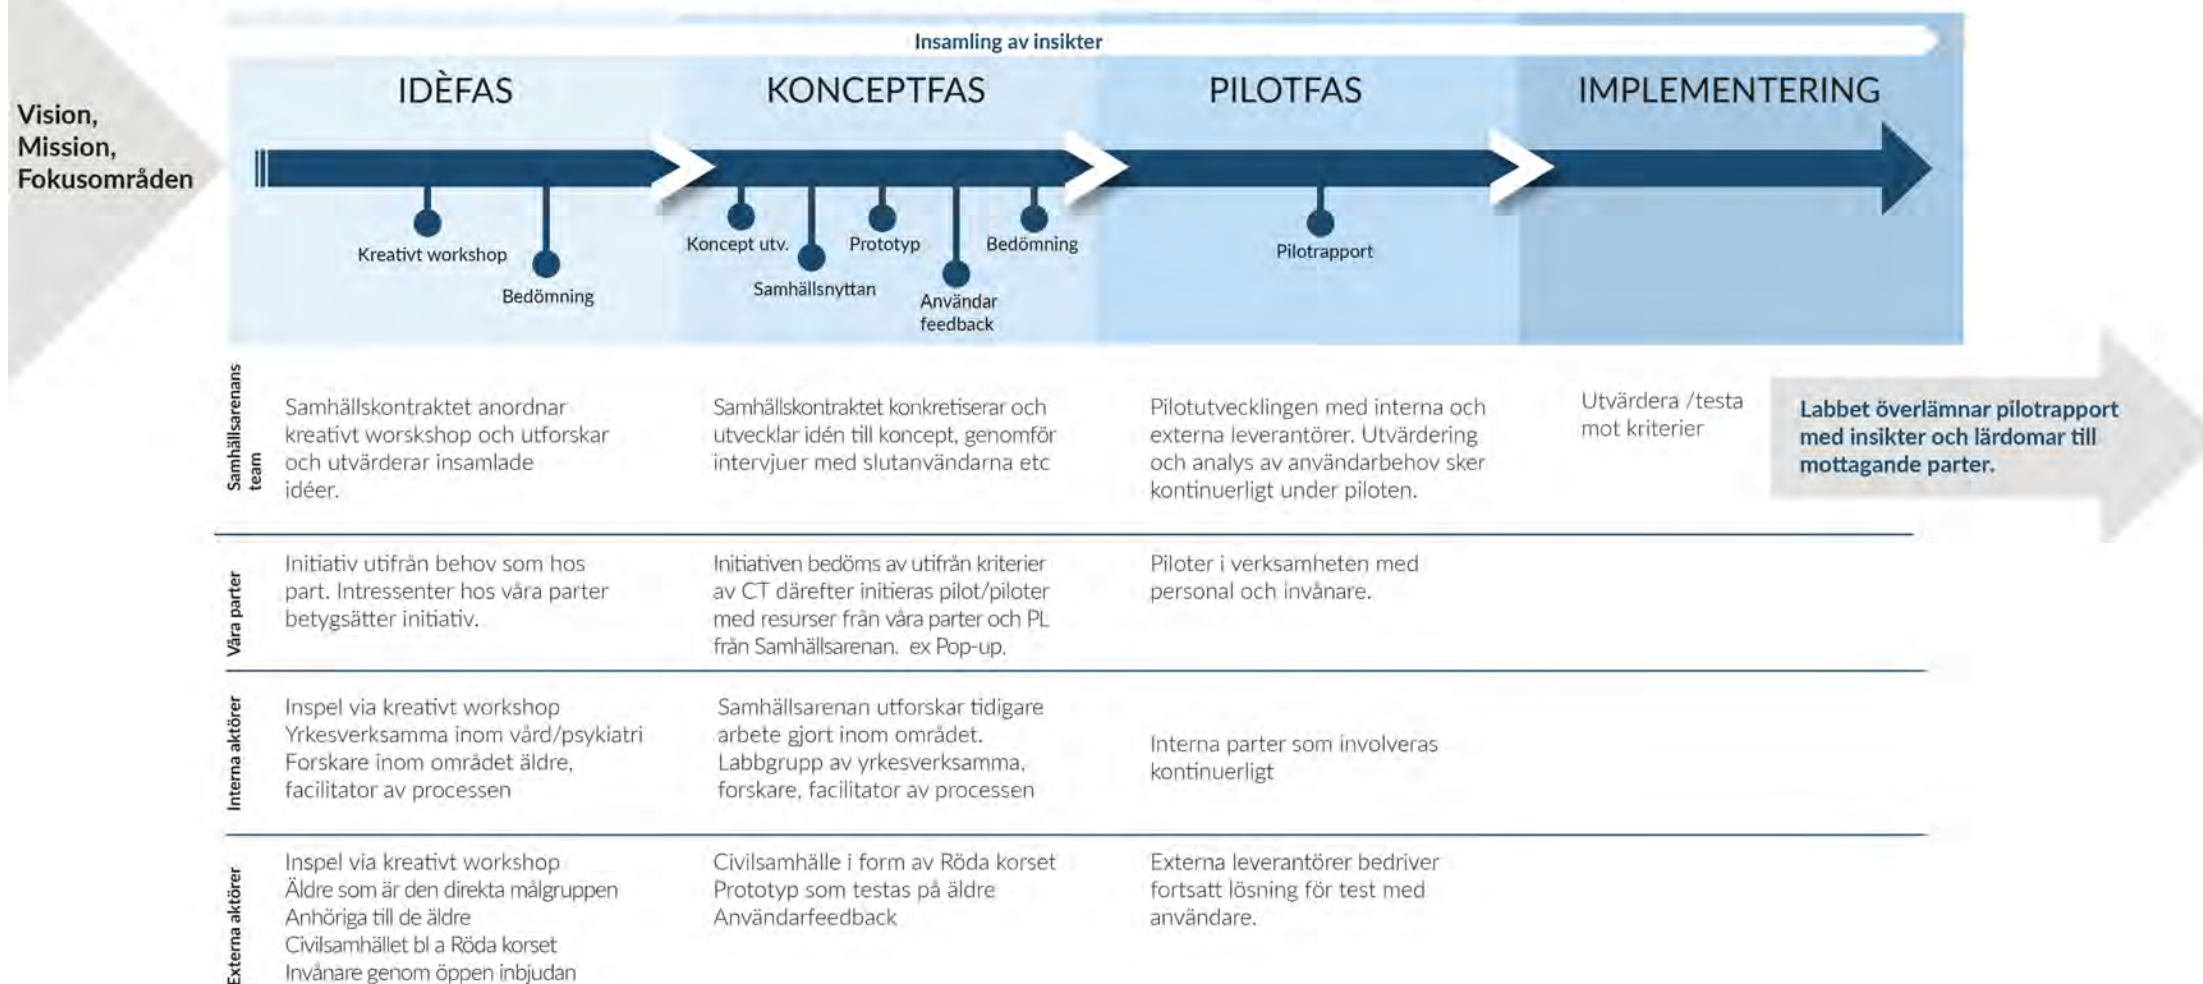 Insamling av insikter
Vision,
Mission,
Fokusområden
IDÈFAS
KONCEPTFAS
PILOTFAS
IMPLEMENTERING
Kreativt workshop
Bedömning
Koncept utv.
Samhällsnyttan
Prototyp
Användar
feedback
Bedömning
Pilotrapport
Samhällsarenans
team
Samhällskontraktet anordnar
kreativt worskshop och utforskar
och utvärderar insamlade
idéer.
Samhällskontraktet konkretiserar och
utvecklar idén till koncept, genomför
intervjuer med slutanvändarna etc
Pilotutvecklingen med interna och
externa leverantörer. Utvärdering
och analys av användarbehov sker
kontinuerligt under piloten.
Utvärdera /testa
mot kriterier
Labbet överlämnar pilotrapport
med insikter och lärdomar till
mottagande parter.
Våra parter
Initiativ utifrån behov som hos
part. Intressenter hos våra parter
betygsätter initiativ.
Initiativen bedöms av utifrån kriterier
av CT därefter initieras pilot/piloter
med resurser från våra parter och PL
från Samhällsarenan. ex Pop-up.
Piloter i verksamheten med
personal och invånare.
Interna aktörer
Inspel via kreativt workshop
Yrkesverksamma inom vård/psykiatri
Forskare inom området äldre,
facilitator av processen
Samhällsarenan utforskar tidigare
arbete gjort inom området.
Labbgrupp av yrkesverksamma,
forskare, facilitator av processen
Interna parter som involveras
kontinuerligt
Externa aktörer
Inspel via kreativt workshop
Äldre som är den direkta målgruppen
Anhöriga till de äldre
Civilsamhället bl a Röda korset
Invånare genom öppen inbjudan
Civilsamhälle i form av Röda korset
Prototyp som testas på äldre
Användarfeedback
Externa leverantörer bedriver
fortsatt lösning för test med
användare.